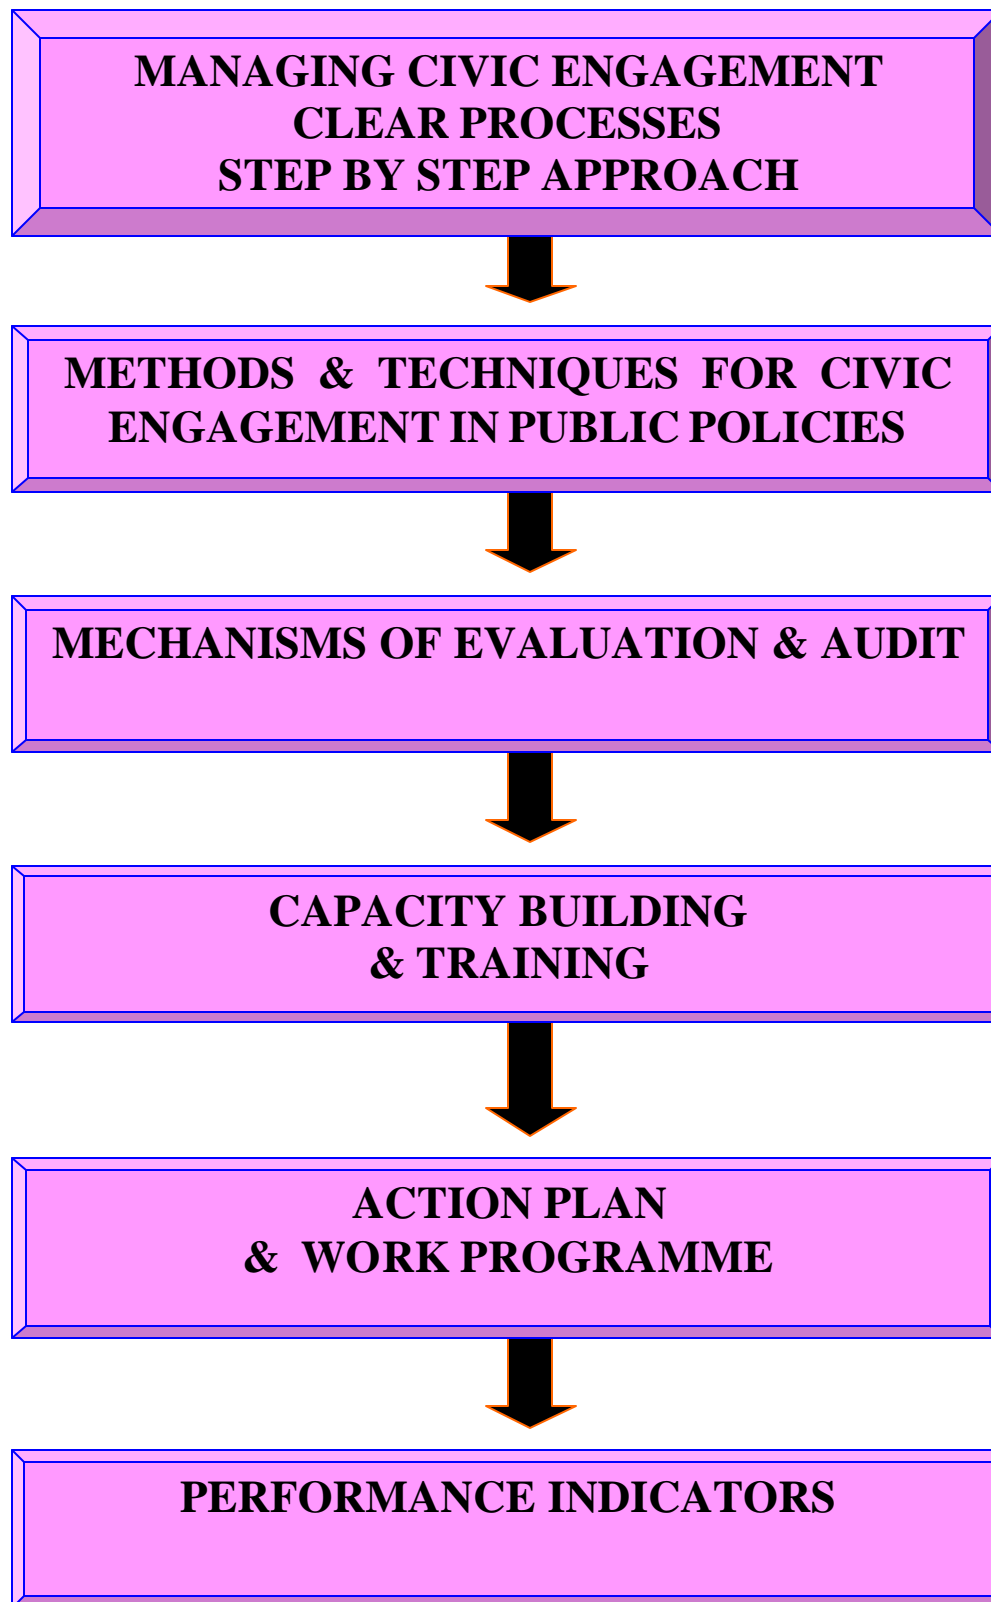 MANAGING CIVIC ENGAGEMENT
CLEAR PROCESSES
STEP BY STEP APPROACH
METHODS & TECHNIQUES FOR CIVIC
ENGAGEMENT IN PUBLIC POLICIES
MECHANISMS OF EVALUATION & AUDIT
CAPACITY BUILDING
& TRAINING
ACTION PLAN
& WORK PROGRAMME
PERFORMANCE INDICATORS